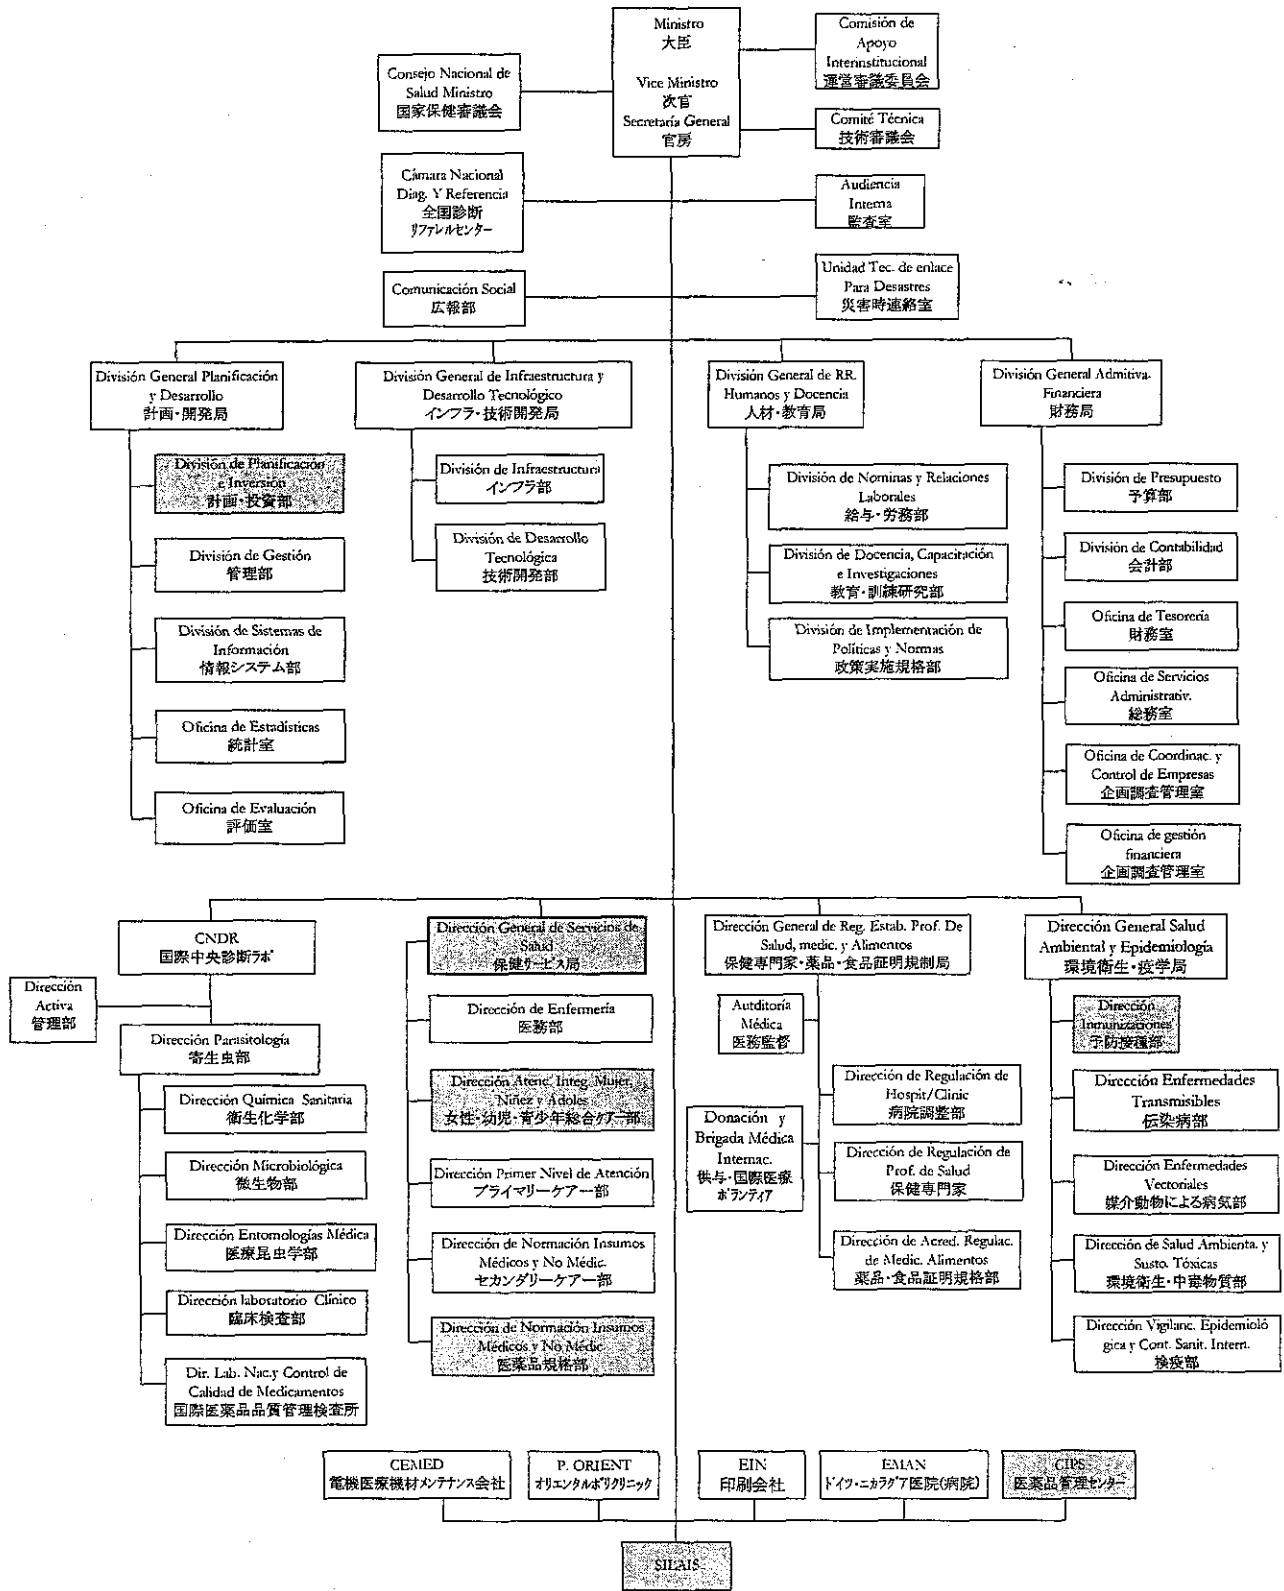 Ministro
大臣
Vice Ministro
次官
Secretaría General
官房
Comisión de
Apoyo
Interinstitucional
運営審議委員会
Consejo Nacional de
Salud Ministro
国家保健審議会
Comité Técnica
技術審議会
Cámara Nacional
Diag. Y Referencia
全国診断
リファレルセンター
Audiencia
Interna
監査室
Comunicación Social
広報部
Unidad Tec. de enlace
Para Desastres
災害時連絡室
División General Planificación
y Desarrollo
計画・開発局
División General de Infraestructura y
Desarrollo Tecnológico
インフラ・技術開発局
División General de RR.
Humanos y Docencia
人材・教育局
División General Admitiva.
Financiera
財務局
División de Planificación
e Inversión
計画・投資部
División de Gestión
管理部
División de Sistemas de
Información
情報システム部
Oficina de Estadísticas
統計室
Oficina de Evaluación
評価室
División de Infraestructura
インフラ部
División de Desarrollo
Tecnológica
技術開発部
División de Nominas y Relaciones
Laborales
給与・労務部
División de Docencia, Capacitación
e Investigaciones
教育・訓練研究部
División de Implementación de
Políticas y Normas
政策実施規格部
División de Presupuesto
予算部
División de Contabilidad
会計部
Oficina de Tesorería
財務室
Oficina de Servicios
Administrativ.
総務室
Oficina de Coordinac. y
Control de Empresas
企画調査管理室
Oficina de gestión
financiera
企画調査管理室
CNDR
国際中央診断ラボ
Dirección
Activa
管理部
Dirección Parasitología
寄生虫部
Dirección Química Sanitaria
衛生化学部
Dirección Microbiológica
微生物部
Dirección Entomologías Médica
医療昆虫学部
Dirección laboratorio Clínico
臨床検査部
Dir. Lab. Nac.y Control de
Calidad de Medicamentos
国際医薬品品質管理検査所
Dirección General de Servicios de
Salud
保健サービス局
Dirección de Enfermería
医務部
Dirección Atenc. Integ. Mujer,
Niñez y Adoles
女性・幼児・青少年総合ケアー部
Dirección Primer Nivel de Atención
プライマリーケアー部
Dirección de Normación Insumos
Médicos y No Médic.
セカンダリーケアー部
Dirección de Normación Insumos
Médicos y No Médic.
医薬品規格部
Dirección General de Reg. Estab. Prof. De
Salud, medic. y Alimentos
保健専門家・薬品・食品証明規制局
Autditoría
Médica
医務監督
Donación y
Brigada Médica
Internac.
供与・国際医療
ボランティア
Dirección de Regulación de
Hospit/Clinic
病院調整部
Dirección de Regulación de
Prof. de Salud
保健専門家
Dirección de Acred. Regulac.
de Medic. Alimentos
薬品・食品証明規格部
Dirección General Salud
Ambiental y Epidemiología
環境衛生・疫学局
Dirección
Inmunizaciones
予防接種部
Dirección Enfermedades
Transmisibles
伝染病部
Dirección Enfermedades
Vectoriales
媒介動物による病気部
Dirección de Salud Ambienta. y
Susto. Tóxicas
環境衛生・中毒物質部
Dirección Vigilanc. Epidemioló
gica y Cont. Sanit. Intern.
検疫部
CEMED
電機医療機材メンテナンス会社
P. ORIENT
オリエンタルポリクリニック
EIN
印刷会社
EMAN
ドイツ・ニカラグア医院(病院)
CIPS
医薬品管理センター
SILAIS